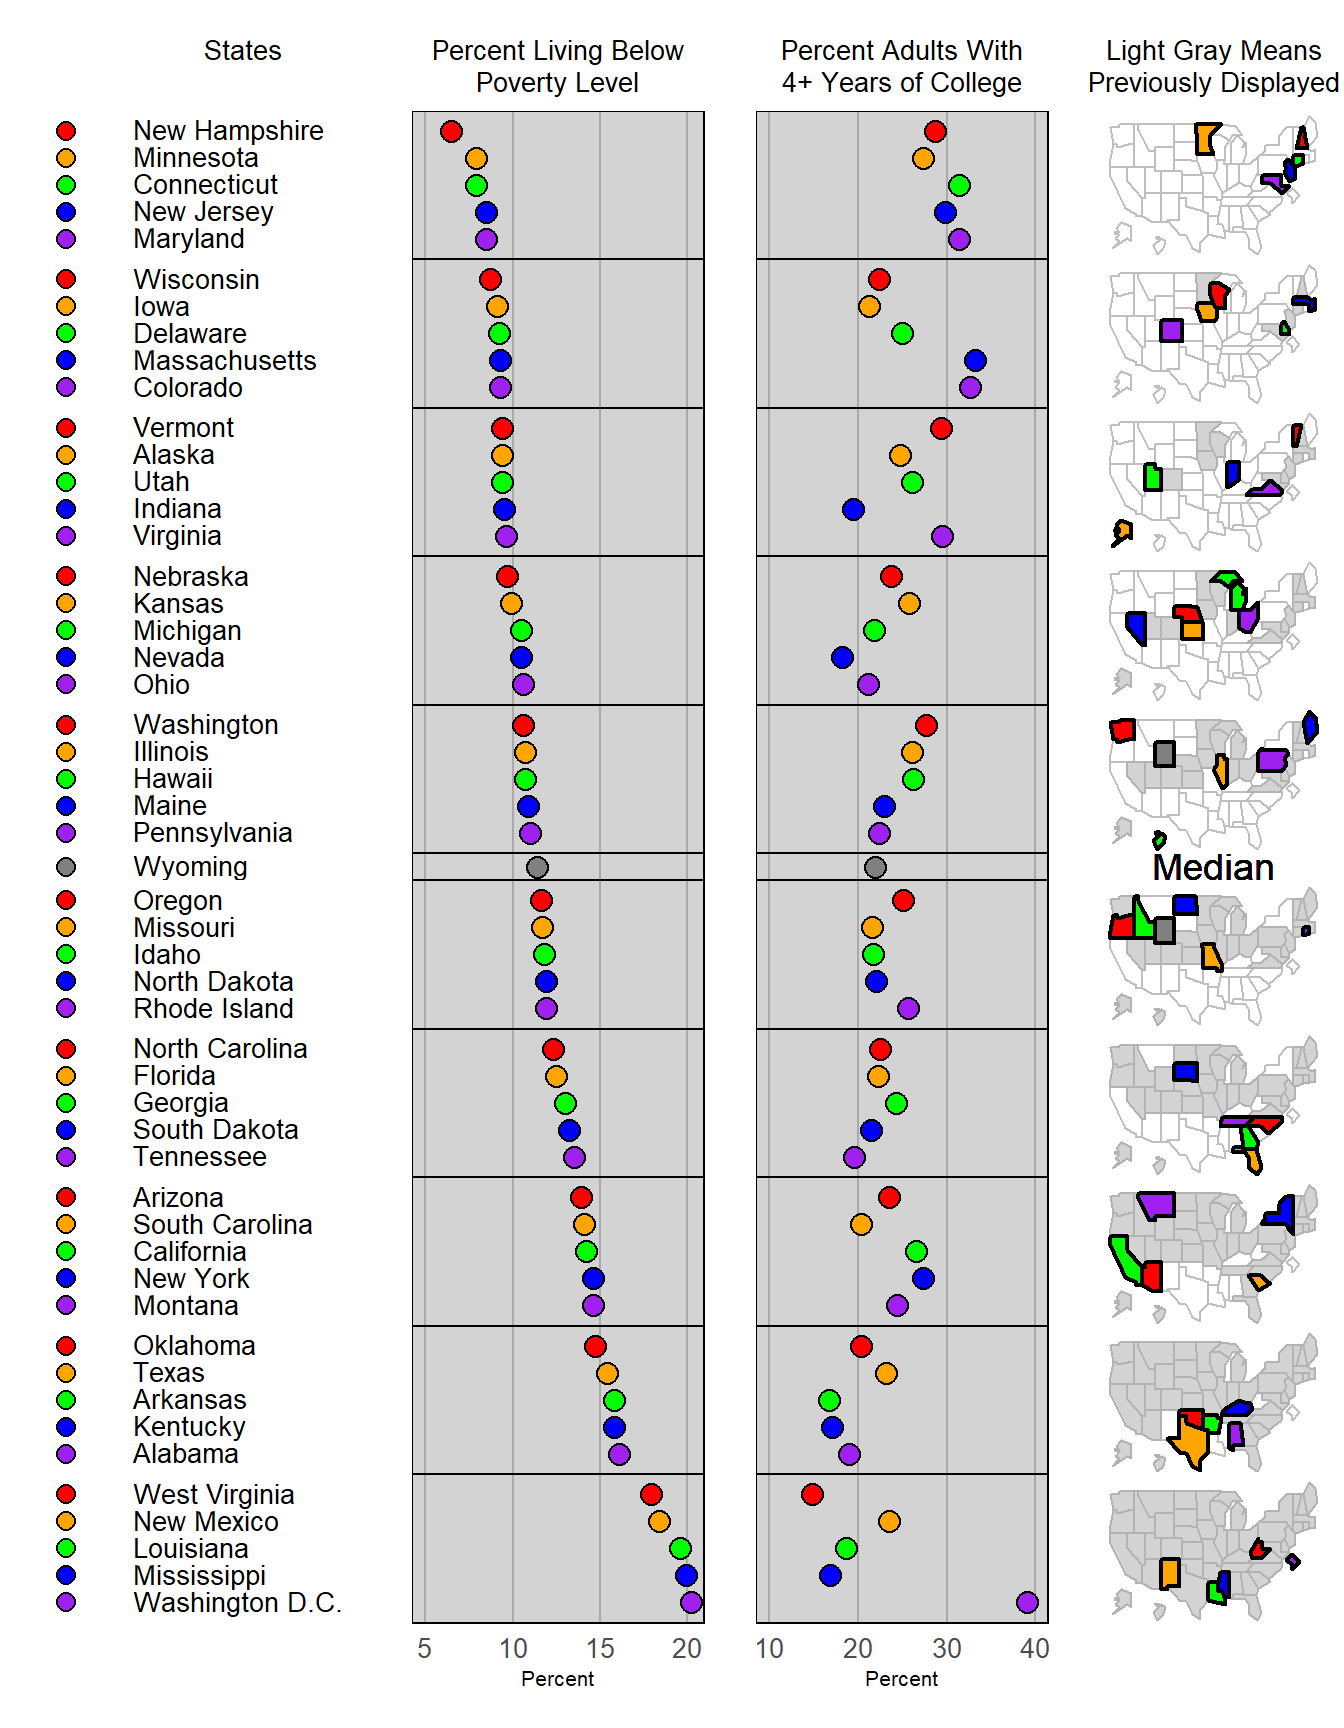 States
Percent Living Below
Poverty Level
Percent Adults With
4+ Years of College
Light Gray Means
Previously Displayed
New Hampshire
Minnesota
Connecticut
New Jersey
Maryland
Wisconsin
Iowa
Delaware
Massachusetts
Colorado
Vermont
Alaska
Utah
Indiana
Virginia
Nebraska
Kansas
Michigan
Nevada
Ohio
Washington
Illinois
Hawaii
Maine
Pennsylvania
Wyoming
Median
Oregon
Missouri
Idaho
North Dakota
Rhode Island
North Carolina
Florida
Georgia
South Dakota
Tennessee
Arizona
South Carolina
California
New York
Montana
Oklahoma
Texas
Arkansas
Kentucky
Alabama
West Virginia
New Mexico
Louisiana
Mississippi
Washington D.C.
5 10 15 20
Percent
10 20 30 40
Percent